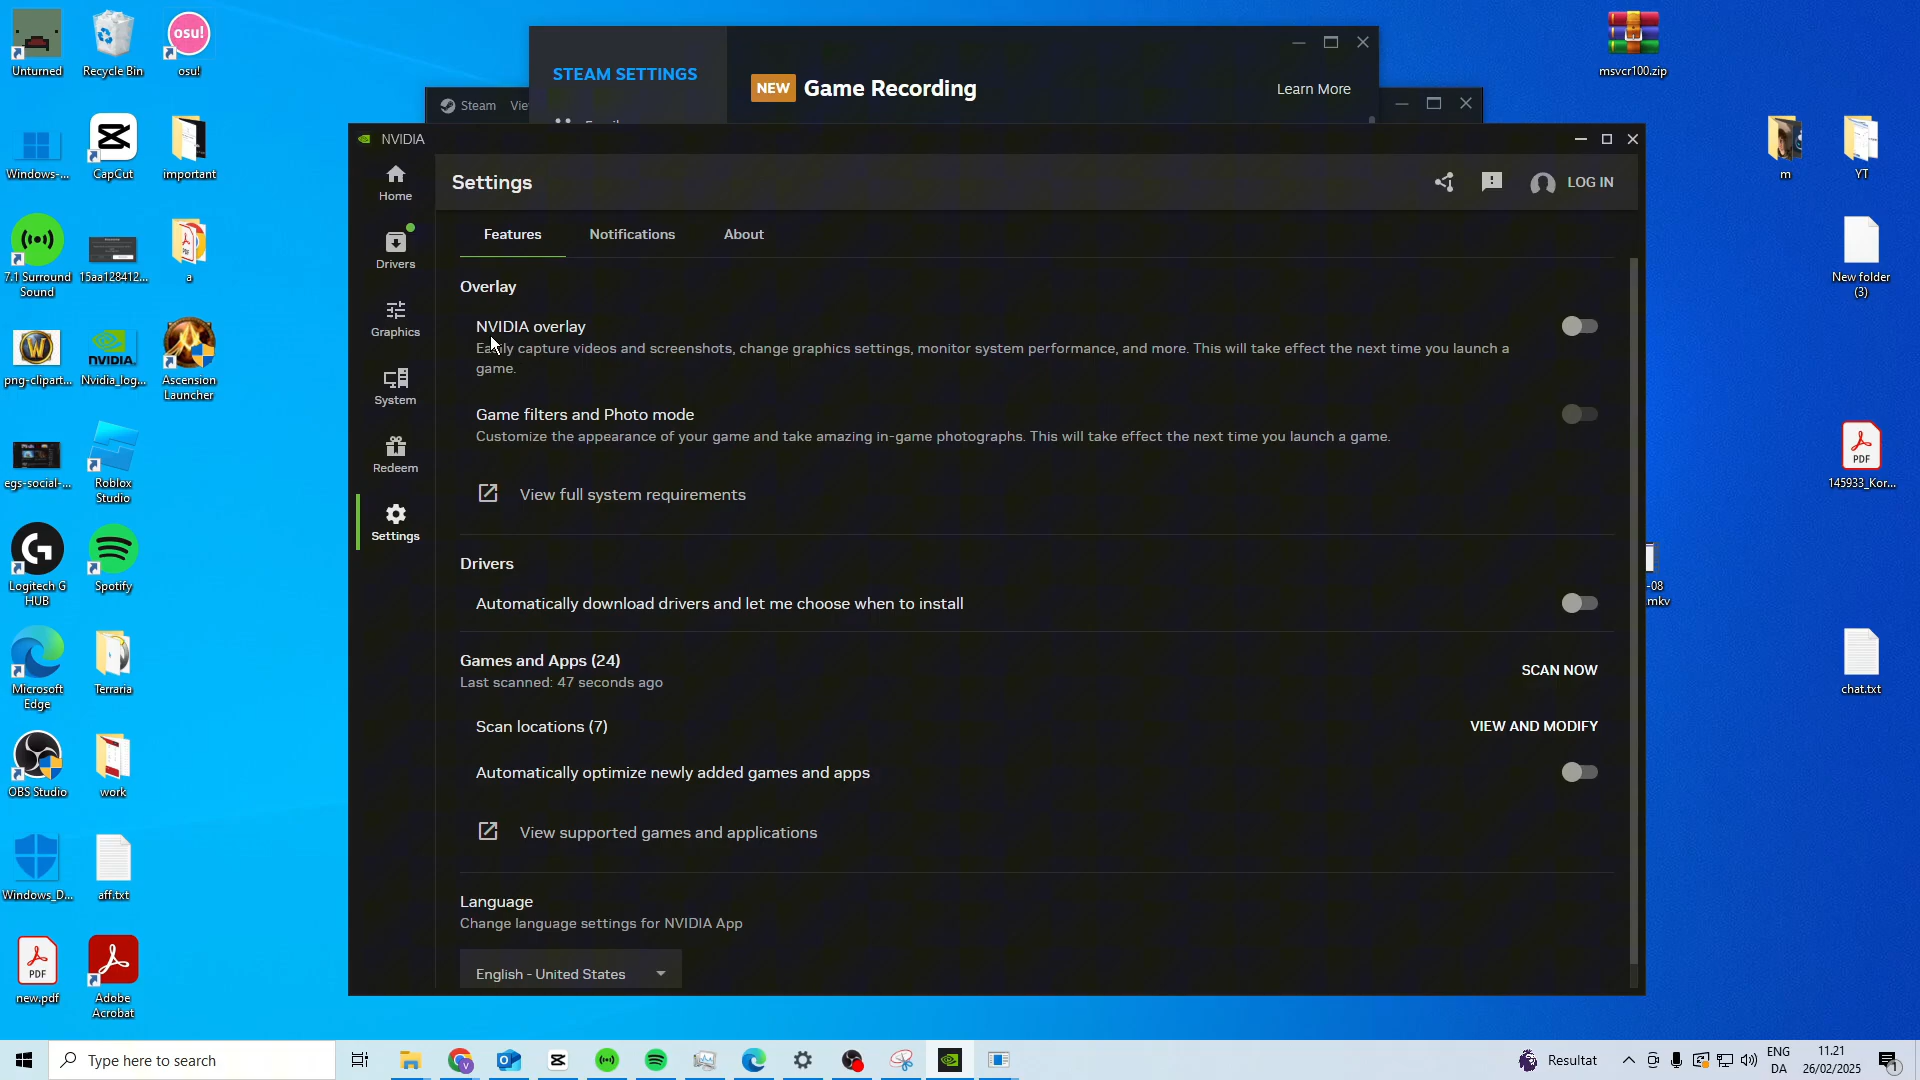 Unturned
Recycle Bin
osu!
osu!
Windows-...
CapCut
important
7.1 Surround
Sound
15aa128412...
a
png-clipart...
NVIDIA.
Nvidia_log...
Ascension
Launcher
egs-social-...
Roblox
Studio
Logitech G
HUB
Spotify
Microsoft
Edge
Terraria
OBS Studio
work
Windows_D...
aff.txt
PDF
new.pdf
Adobe
Acrobat
STEAM SETTINGS
NEW Game Recording
Learn More
Steam
NVIDIA
Home
Drivers
Graphics
System
Redeem
Settings
Settings
LOG IN
Features
Notifications
About
Overlay
NVIDIA overlay
Easily capture videos and screenshots, change graphics settings, monitor system performance, and more. This will take effect the next time you launch a
game.
Game filters and Photo mode
Customize the appearance of your game and take amazing in-game photographs. This will take effect the next time you launch a game.
View full system requirements
Drivers
Automatically download drivers and let me choose when to install
Games and Apps (24)
Last scanned: 47 seconds ago
SCAN NOW
Scan locations (7)
VIEW AND MODIFY
Automatically optimize newly added games and apps
View supported games and applications
Language
Change language settings for NVIDIA App
English - United States
msvcr100.zip
m
YT
New folder
(3)
PDF
145933_Kor...
-08
.mkv
chat.txt
Type here to search
Resultat
ENG
DA
11.21
26/02/2025
1